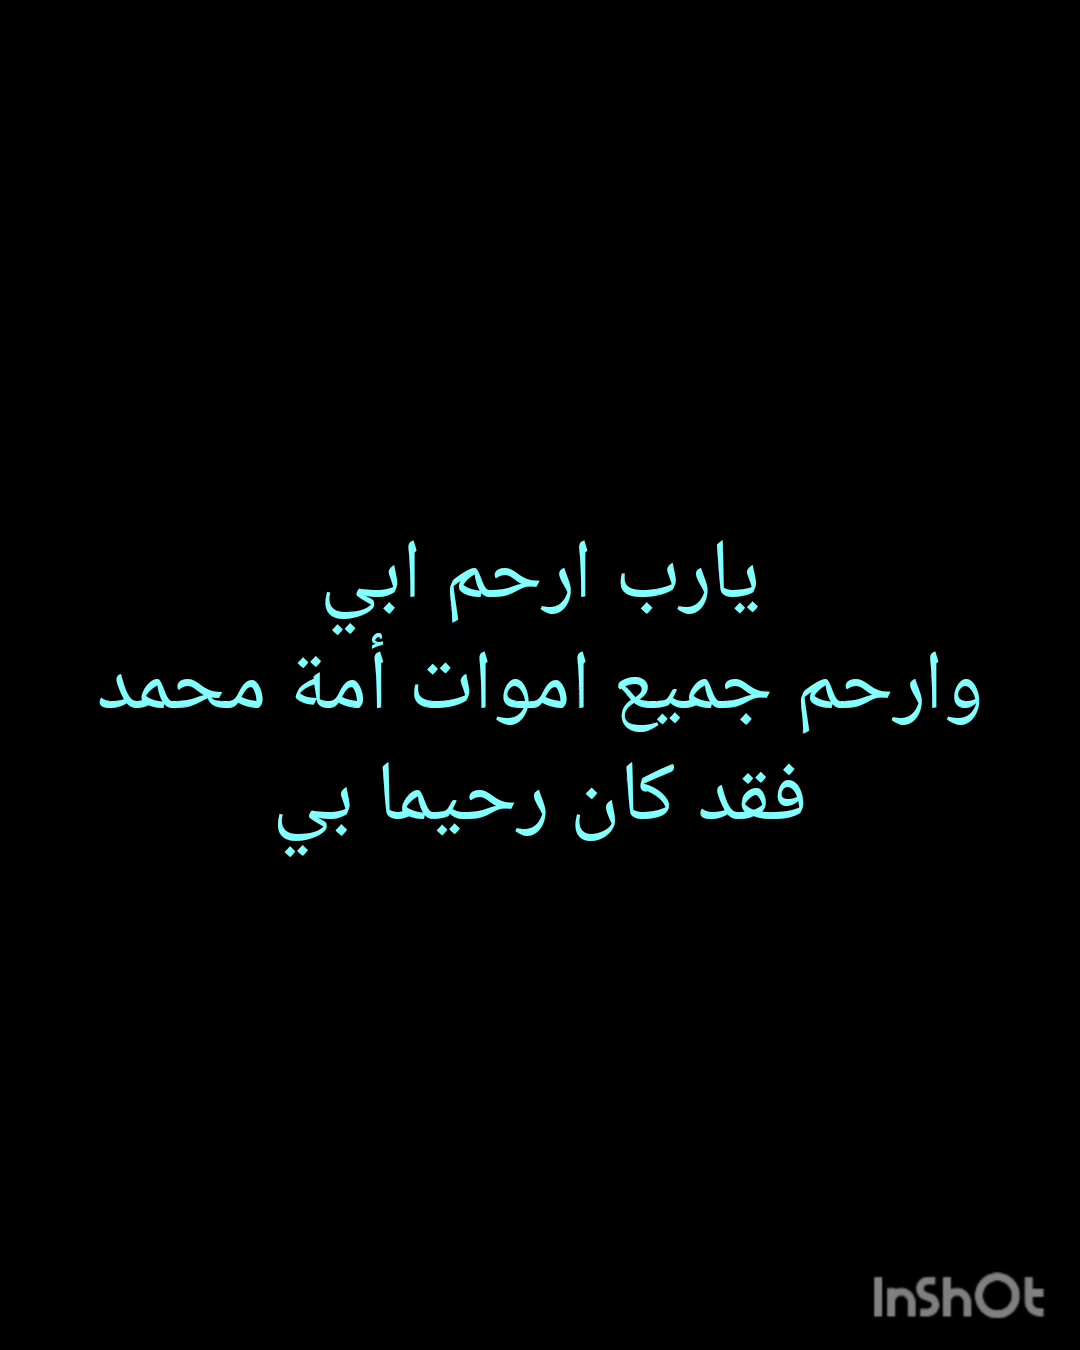 يارب ارحم ابي
وارحم جميع اموات أمة محمد
فقد كان رحيما بي
InShOt